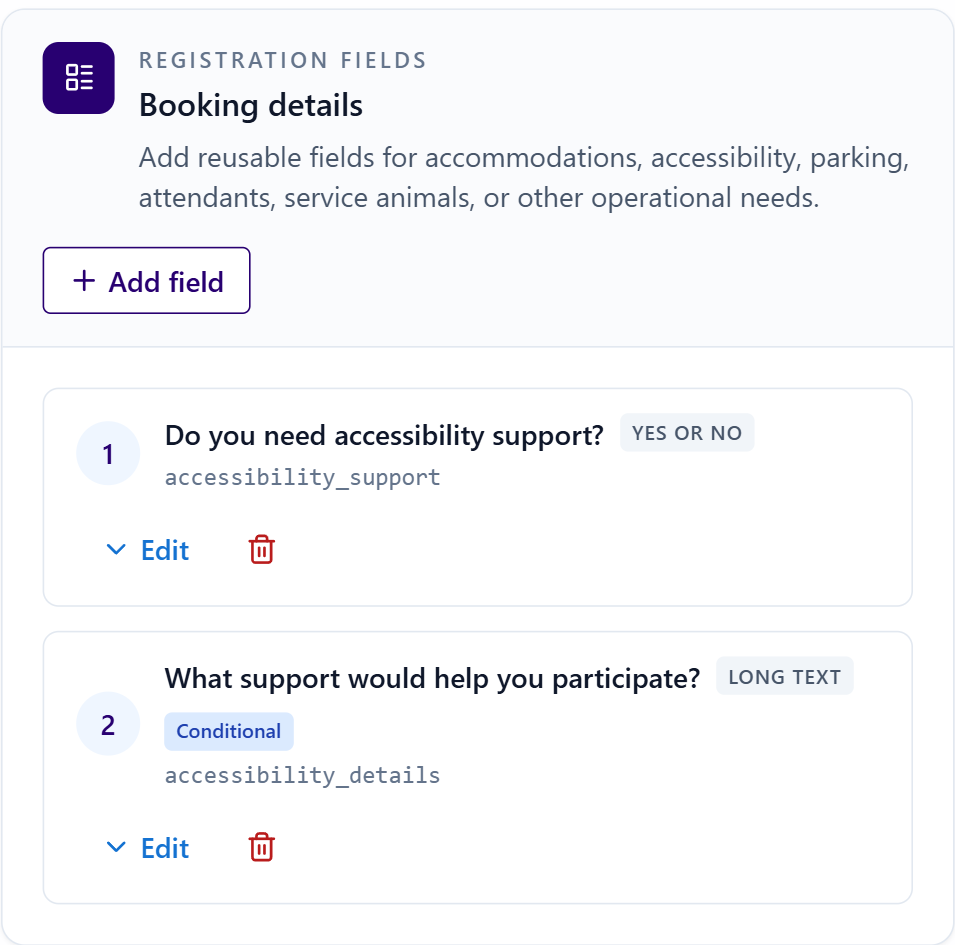 REGISTRATION FIELDS
Booking details
Add reusable fields for accommodations, accessibility, parking,
attendants, service animals, or other operational needs.
+ Add field
1
Do you need accessibility support? YES OR NO
accessibility_support
Edit
2
What support would help you participate? LONG TEXT
Conditional
accessibility_details
Edit